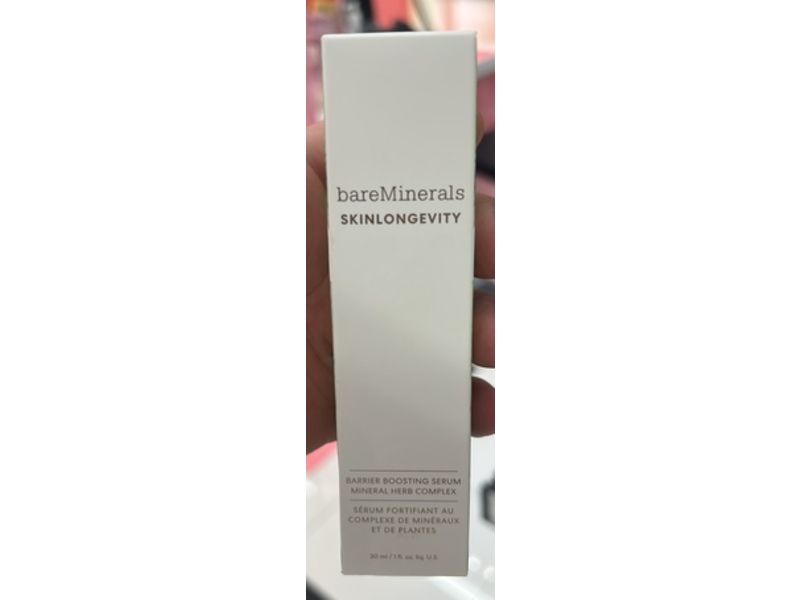 bareMinerals
SKINLONGEVITY
BARRIER BOOSTING SERUM
MINERAL HERB COMPLEX
SÉRUM FORTIFIANT AU
COMPLEXE DE MINÉRAUX
ET DE PLANTES
30 ml / 1 fl. oz. liq. U.S.